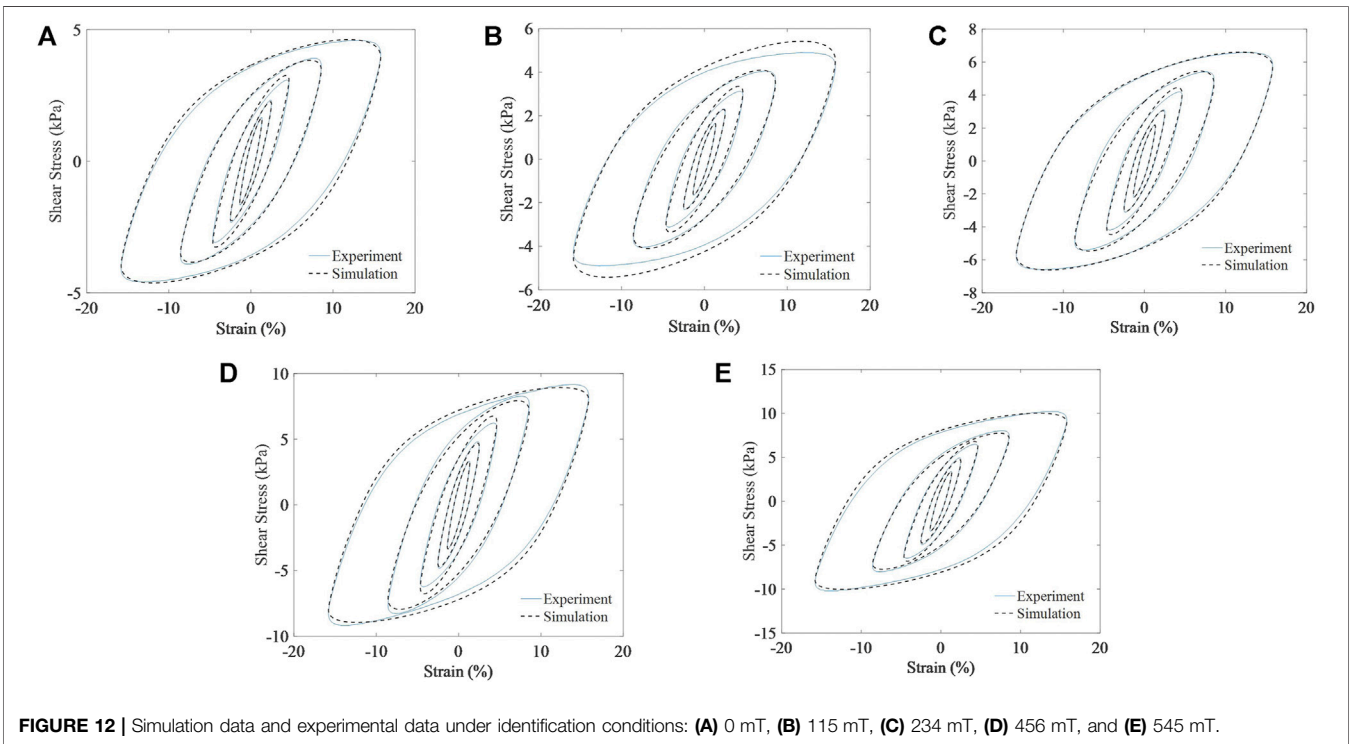 A
5
0
-5
-20
-10
0
10
20
Shear Stress (kPa)
Strain (%)
Experiment
Simulation
B
6
4
2
0
-2
-4
-6
-20
-10
0
10
20
Shear Stress (kPa)
Strain (%)
Experiment
Simulation
C
8
6
4
2
0
-2
-4
-6
-8
-20
-10
0
10
20
Shear Stress (kPa)
Strain (%)
Experiment
Simulation
D
10
5
0
-5
-10
-20
-10
0
10
20
Shear Stress (kPa)
Strain (%)
Experiment
Simulation
E
15
10
5
0
-5
-10
-15
-20
-10
0
10
20
Shear Stress (kPa)
Strain (%)
Experiment
Simulation
FIGURE 12 | Simulation data and experimental data under identification conditions: (A) 0 mT, (B) 115 mT, (C) 234 mT, (D) 456 mT, and (E) 545 mT.